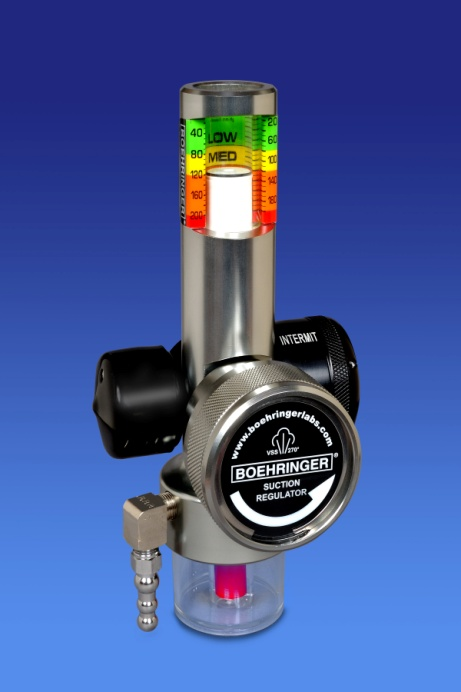 40
LOW
20
60
80
MED
100
120
140
160
180
200
BOEHRINGER
INTERMIT
www.boehringerlabs.com
VSS 270°
BOEHRINGER®
SUCTION
REGULATOR